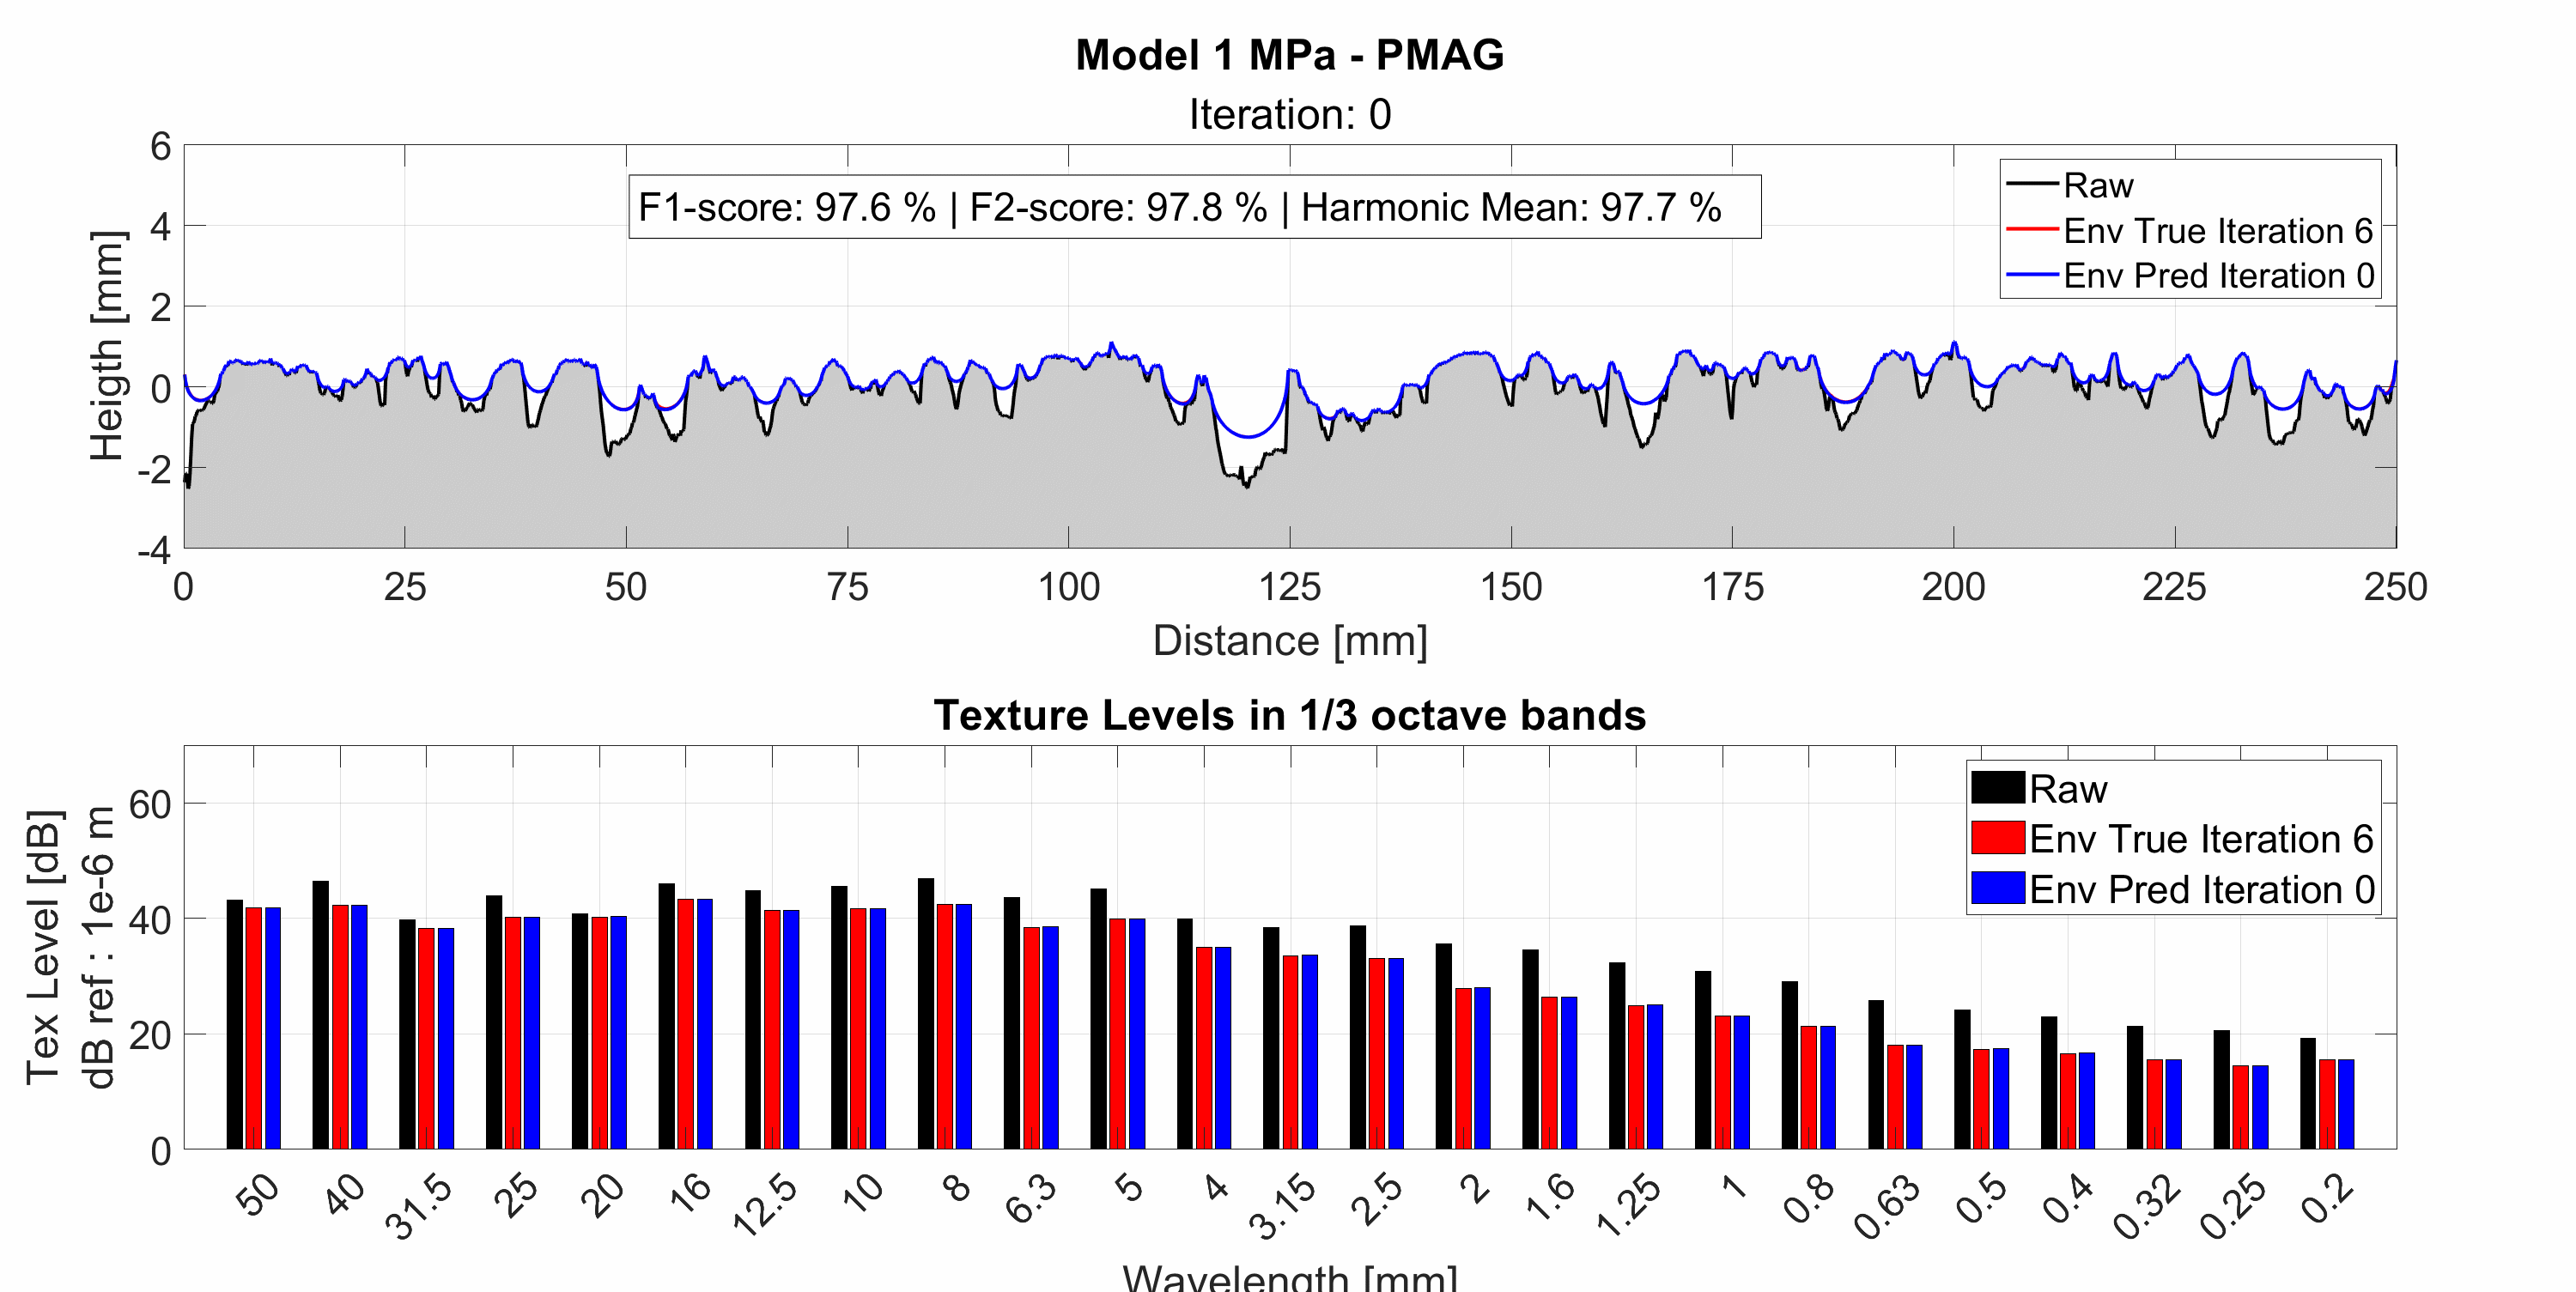 Model 1 MPa - PMAG
Iteration: 0
F1-score: 97.6 % | F2-score: 97.8 % | Harmonic Mean: 97.7 %
Raw
Env True Iteration 6
Env Pred Iteration 0
Heigth [mm]
6
4
2
0
-2
-4
0 25 50 75 100 125 150 175 200 225 250
Distance [mm]
Texture Levels in 1/3 octave bands
Raw
Env True Iteration 6
Env Pred Iteration 0
Tex Level [dB]
dB ref : 1e-6 m
60
40
20
0
50 40 31.5 25 20 16 12.5 10 8 6.3 5 4 3.15 2.5 2 1.6 1.25 1 0.8 0.63 0.5 0.4 0.32 0.25 0.2
Wavelength [mm]